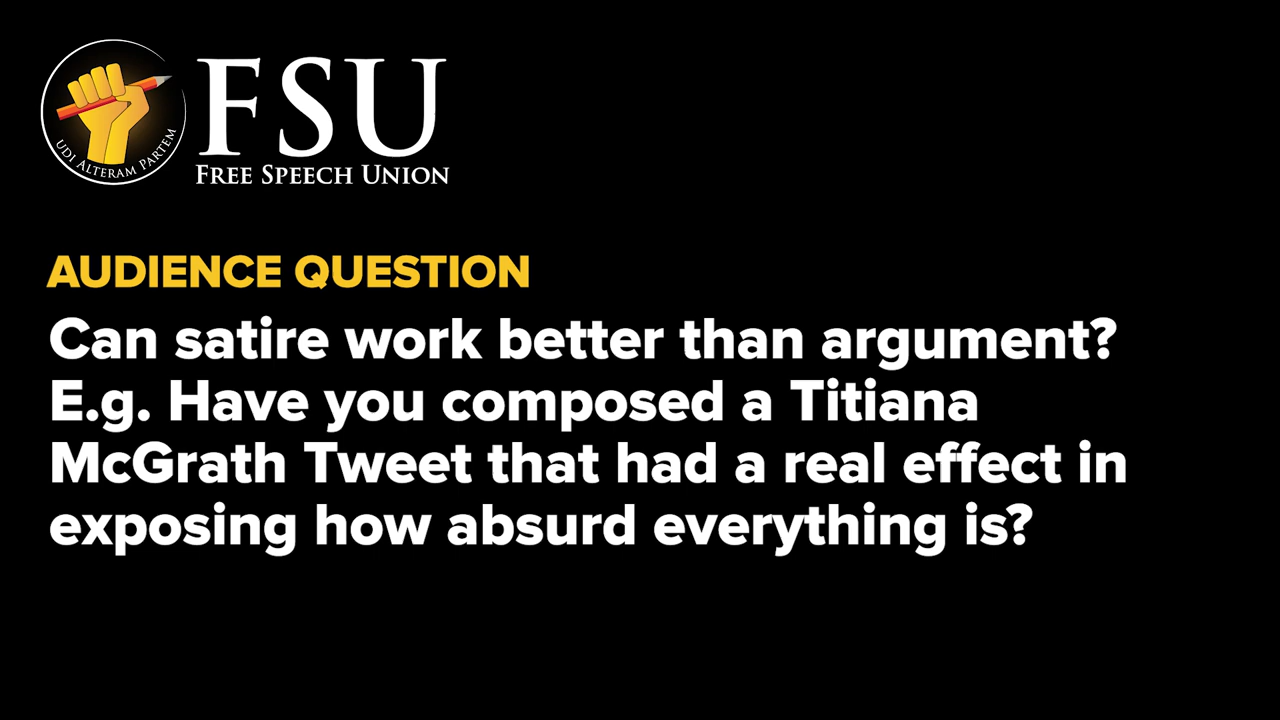 FSU
FREE SPEECH UNION
UDI ALTERAM PARTEM
AUDIENCE QUESTION
Can satire work better than argument?
E.g. Have you composed a Titiana
McGrath Tweet that had a real effect in
exposing how absurd everything is?